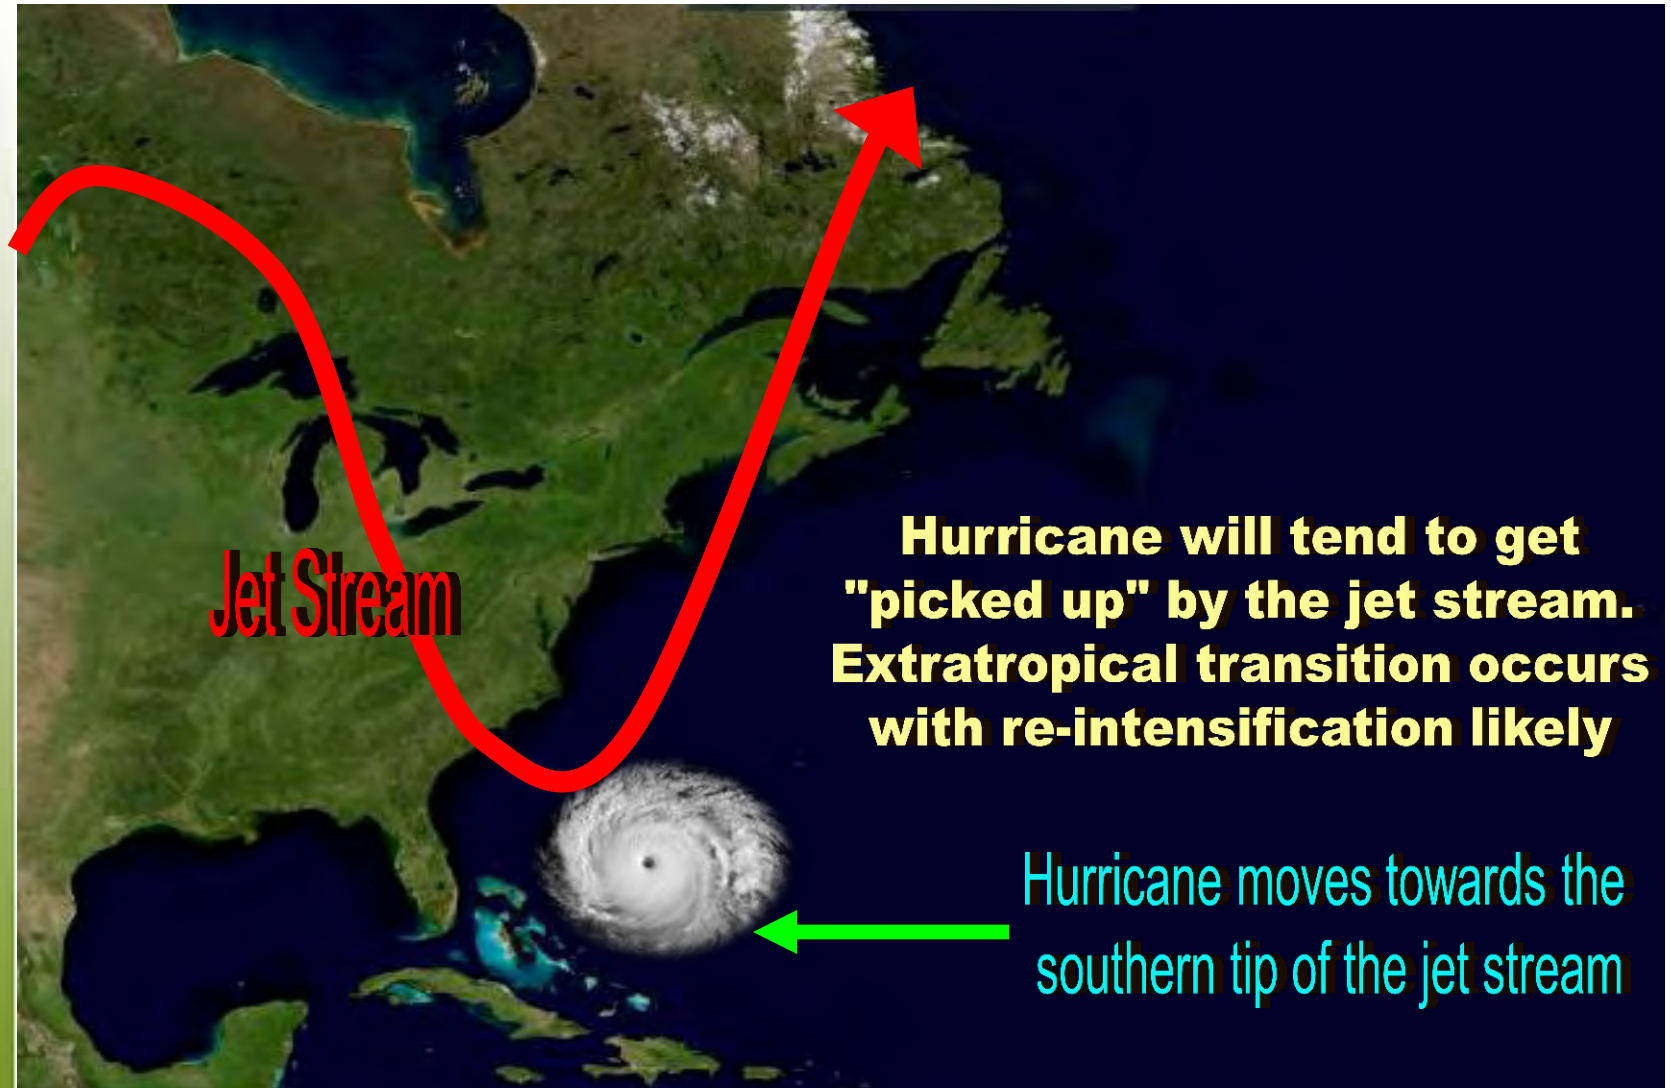 Jet Stream
Hurricane will tend to get
"picked up" by the jet stream.
Extratropical transition occurs
with re-intensification likely
Hurricane moves towards the
southern tip of the jet stream